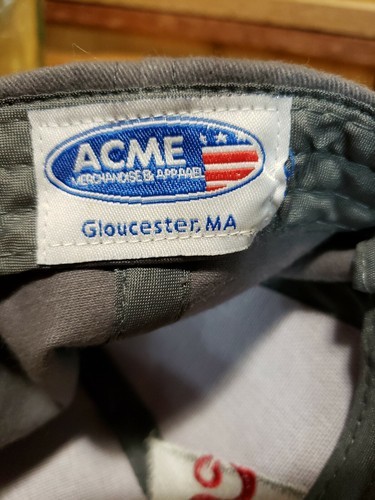 ACME
MERCHANDISE & APPAREL
Gloucester, MA